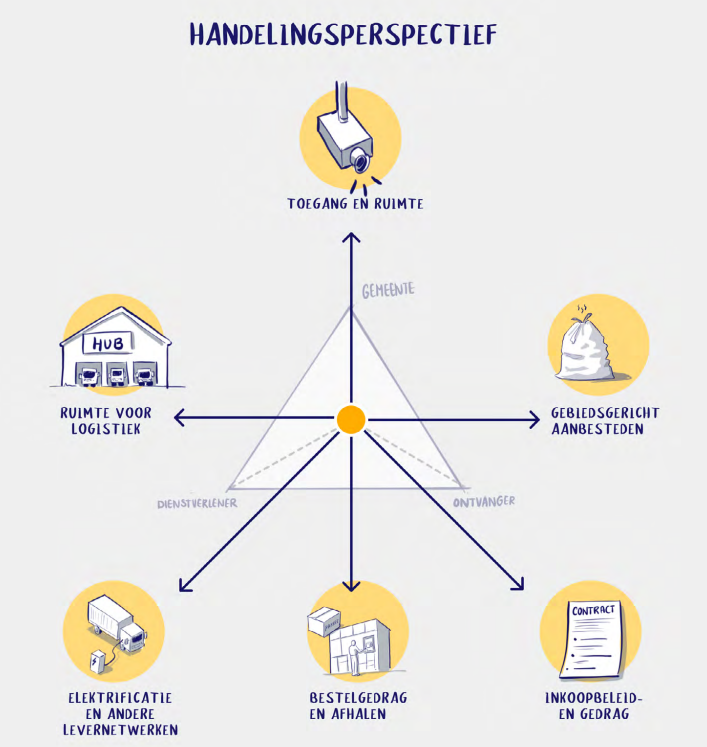 HANDELINGSPERSPECTIEF
TOEGANG EN RUIMTE
GEMEENTE
HUB
RUIMTE VOOR
LOGISTIEK
GEBIEDSGERICHT
AANBESTEDEN
DIENSTVERLENER
ONTVANGER
CONTRACT
ELEKTRIFICATIE
EN ANDERE
LEVERNETWERKEN
BESTELGEDRAG
EN AFHALEN
INKOOPBELEID-
EN GEDRAG